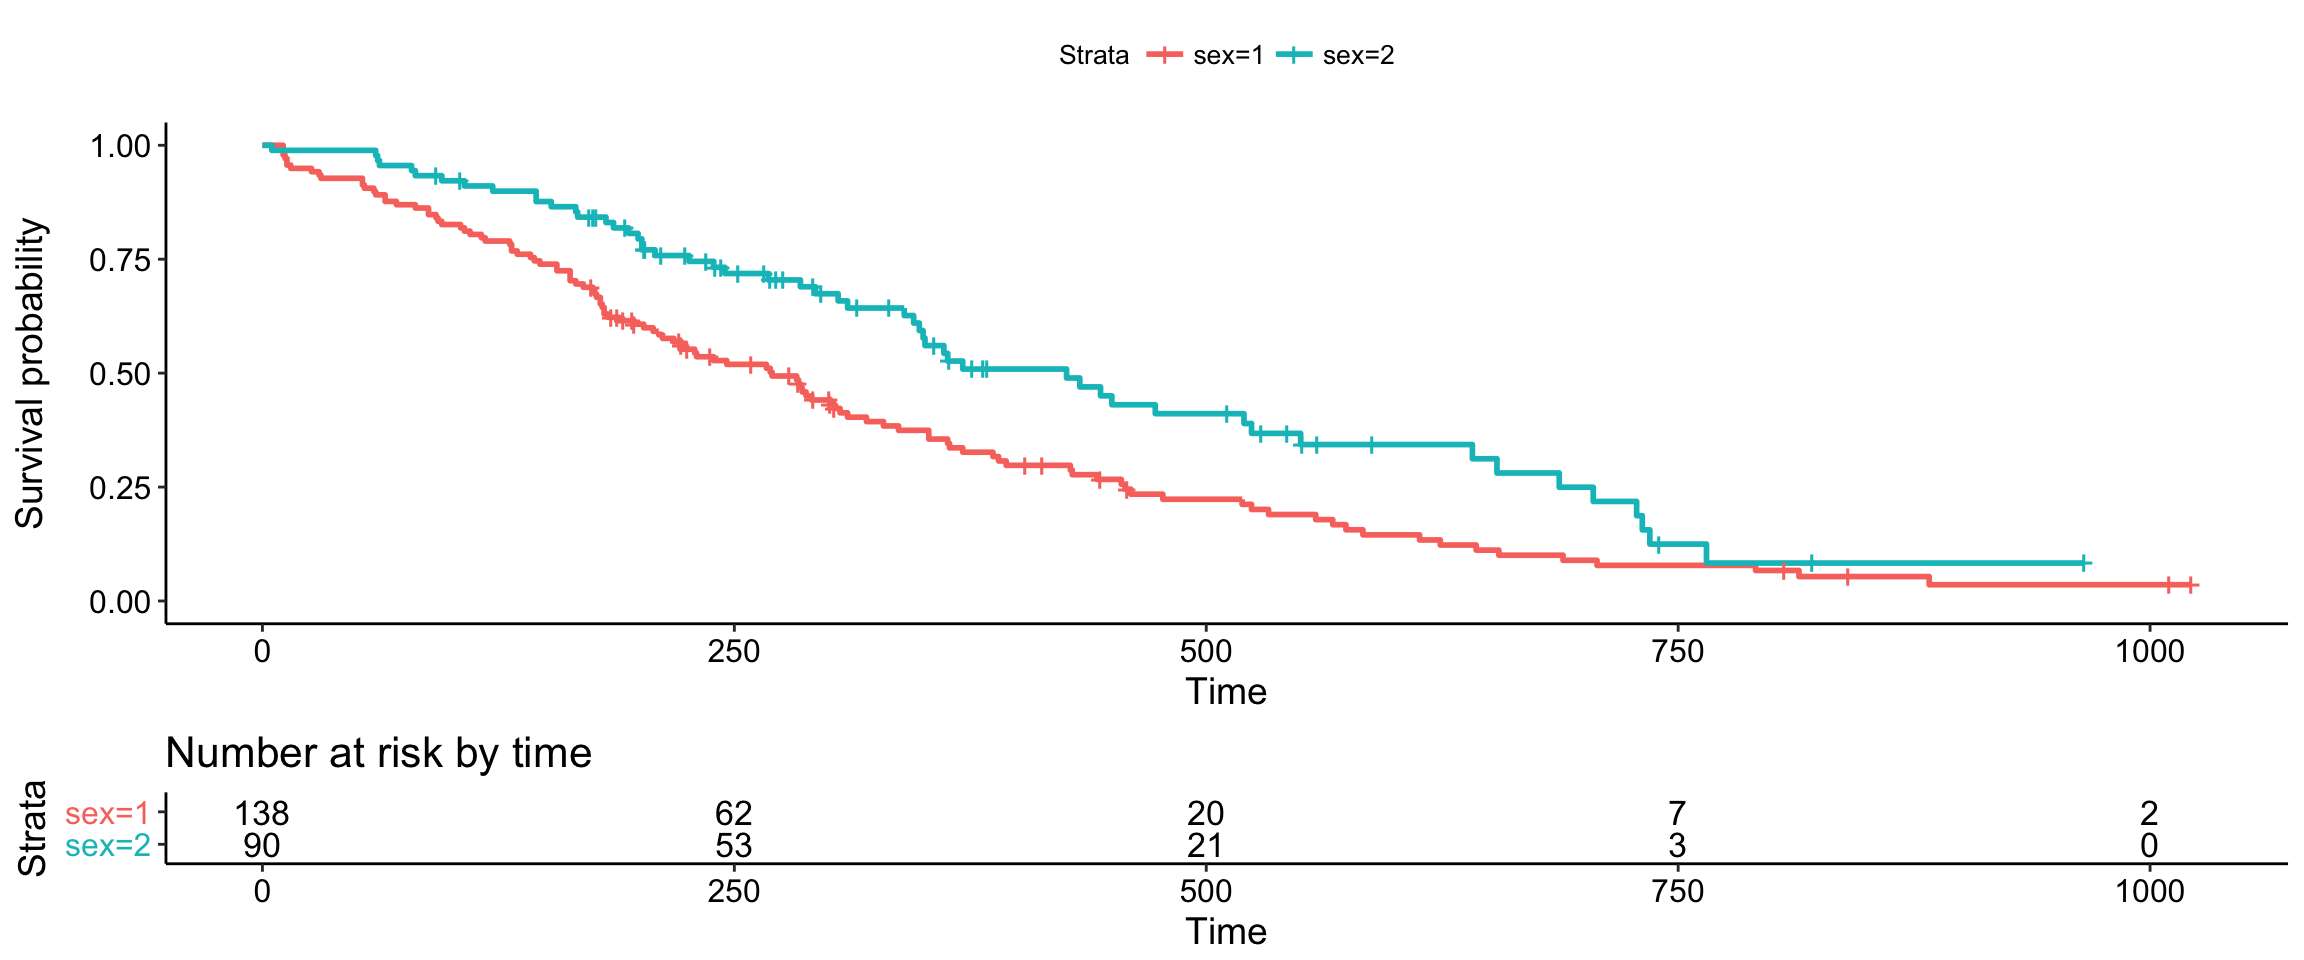 Strata sex=1 sex=2
Survival probability
1.00
0.75
0.50
0.25
0.00
0 250 500 750 1000
Time
Number at risk by time
Strata
sex=1 138 62 20 7 2
sex=2 90 53 21 3 0
0 250 500 750 1000
Time